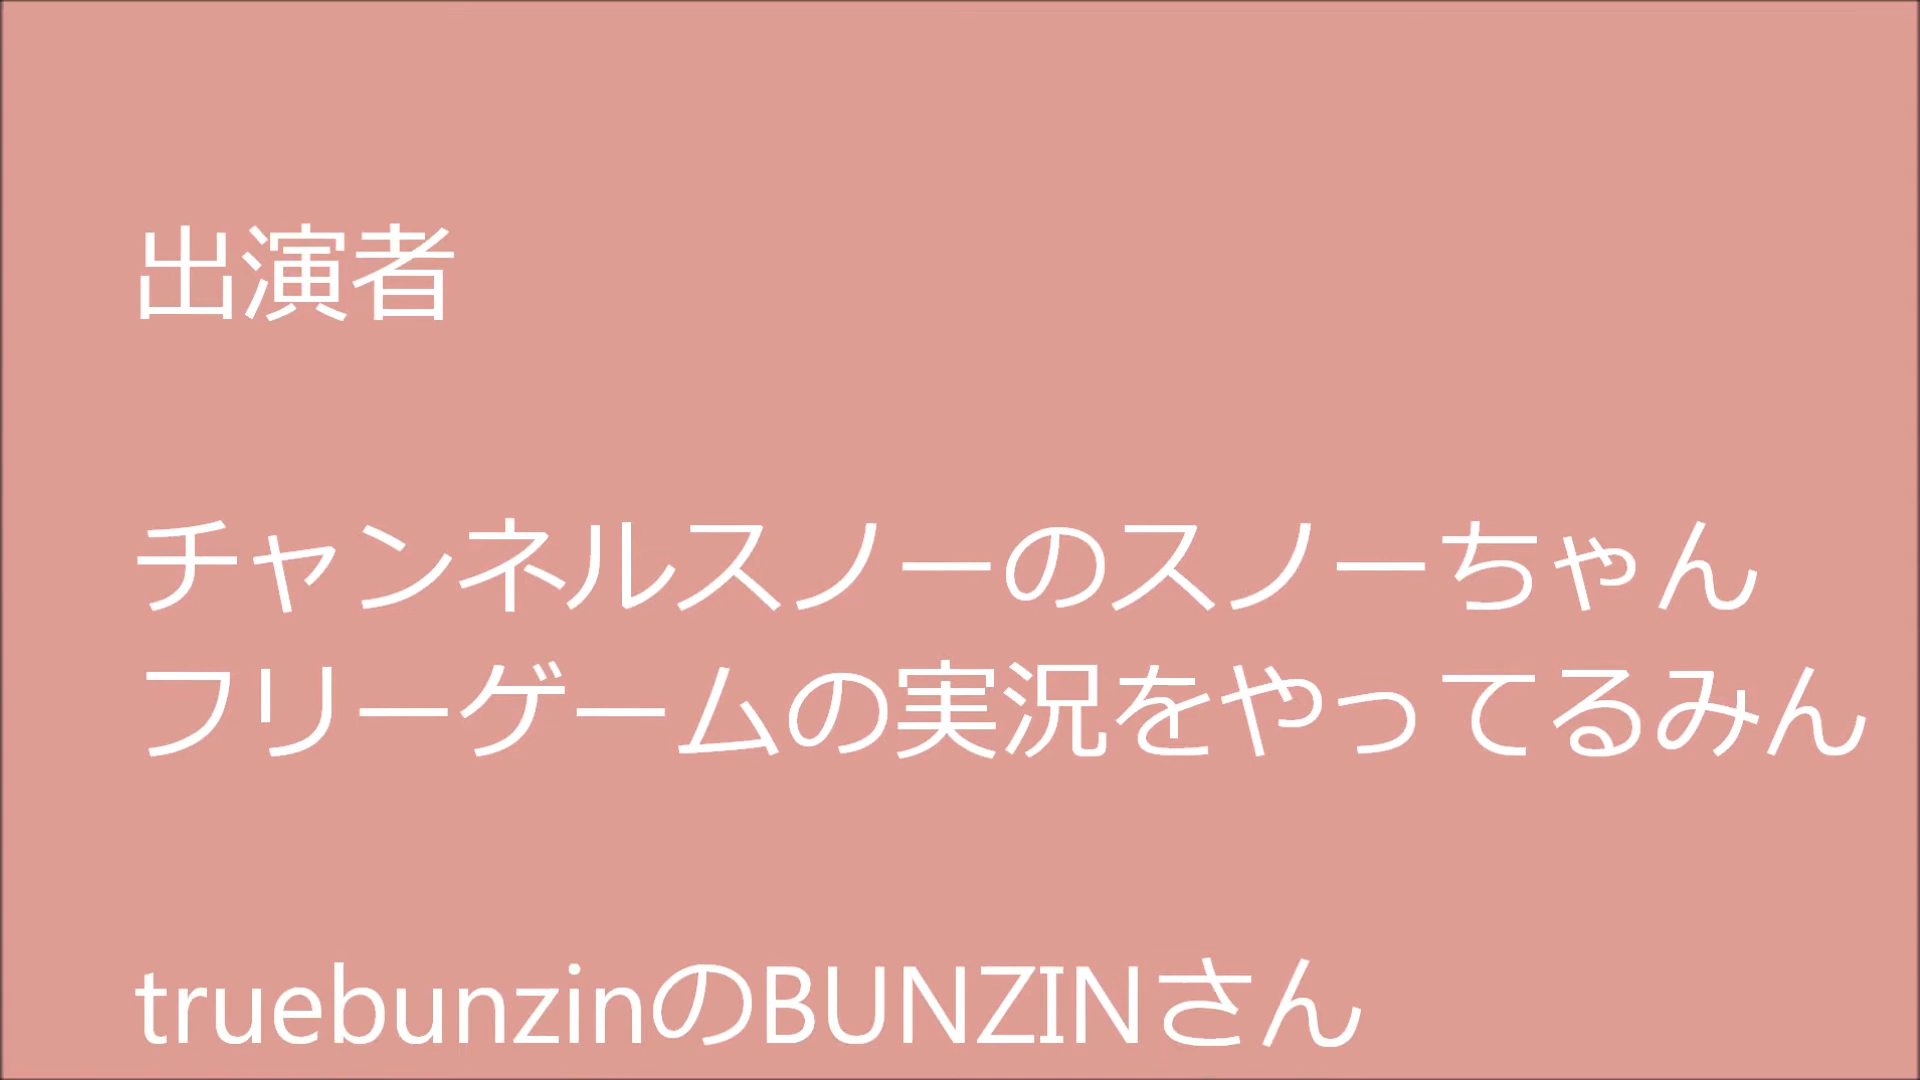 出演者
チャンネルスノーのスノーちゃん
フリーゲームの実況をやってるみん
truebunzinのBUNZINさん